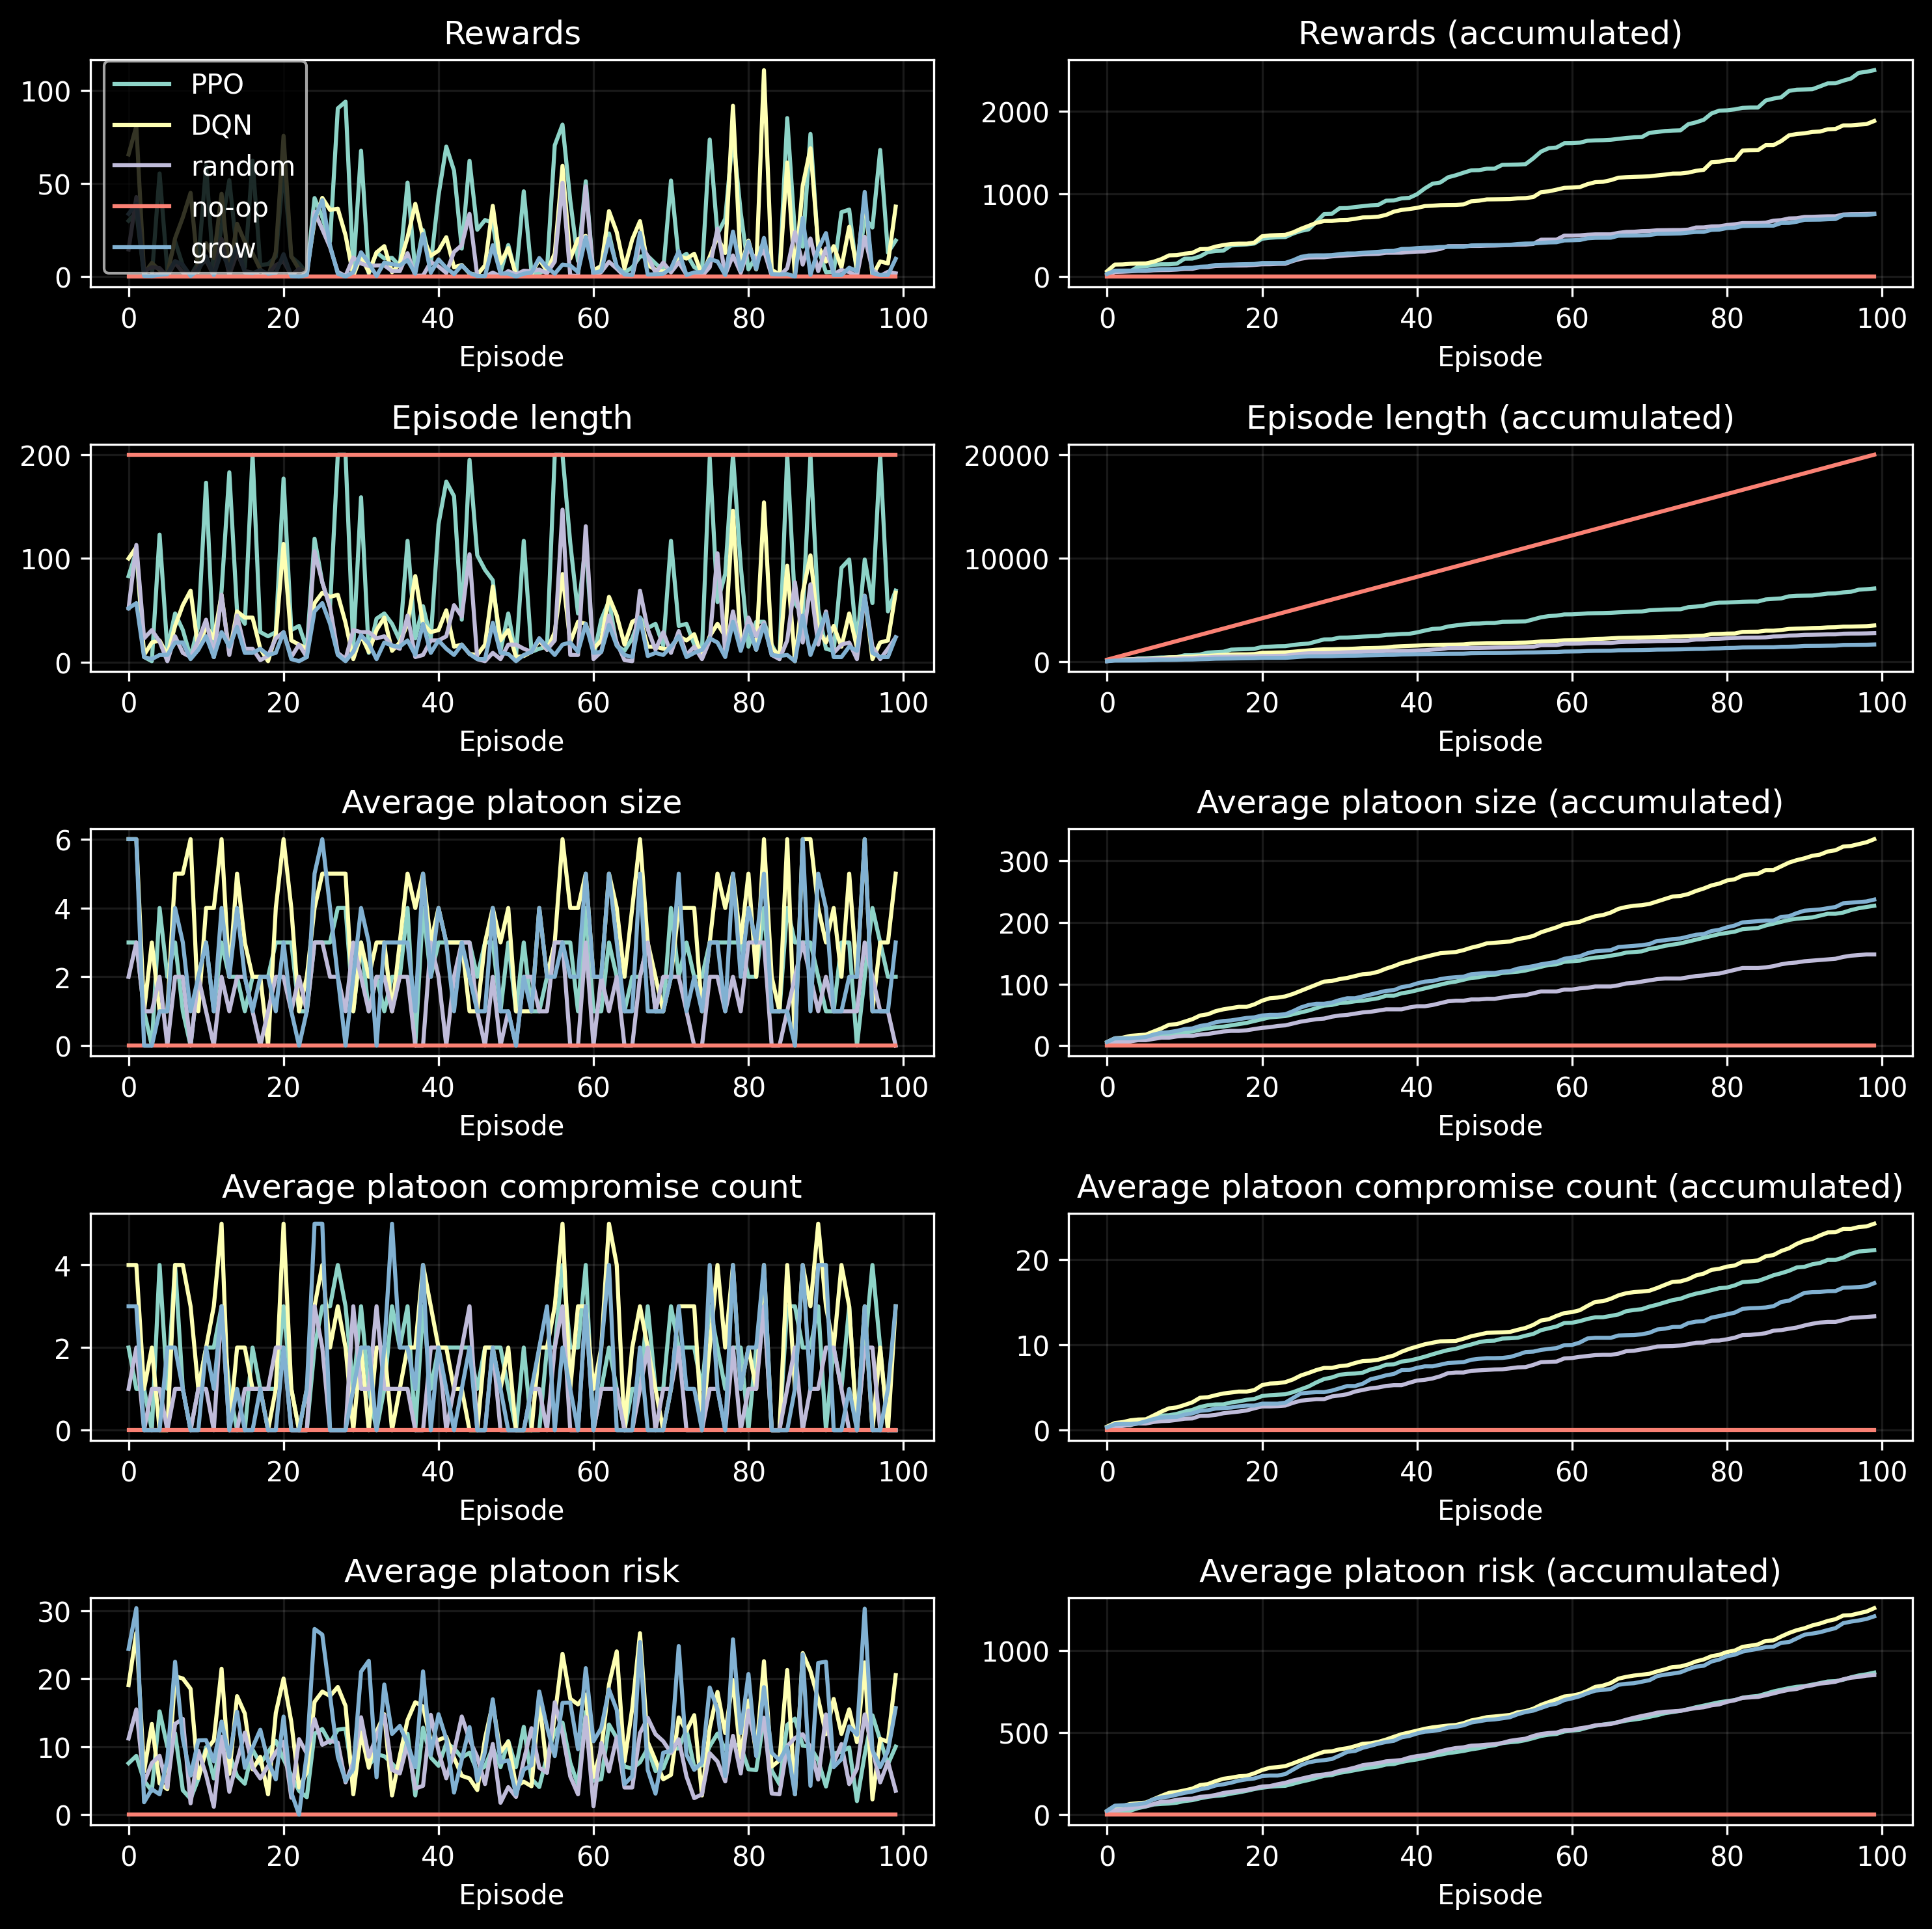 Rewards
Rewards (accumulated)
PPO
DQN
random
no-op
grow
100
50
0
0 20 40 60 80 100
Episode
2000
1000
0
0 20 40 60 80 100
Episode
Episode length
Episode length (accumulated)
200
100
0
0 20 40 60 80 100
Episode
20000
10000
0
0 20 40 60 80 100
Episode
Average platoon size
Average platoon size (accumulated)
6
4
2
0
0 20 40 60 80 100
Episode
300
200
100
0
0 20 40 60 80 100
Episode
Average platoon compromise count
Average platoon compromise count (accumulated)
4
2
0
0 20 40 60 80 100
Episode
20
10
0
0 20 40 60 80 100
Episode
Average platoon risk
Average platoon risk (accumulated)
30
20
10
0
0 20 40 60 80 100
Episode
1000
500
0
0 20 40 60 80 100
Episode